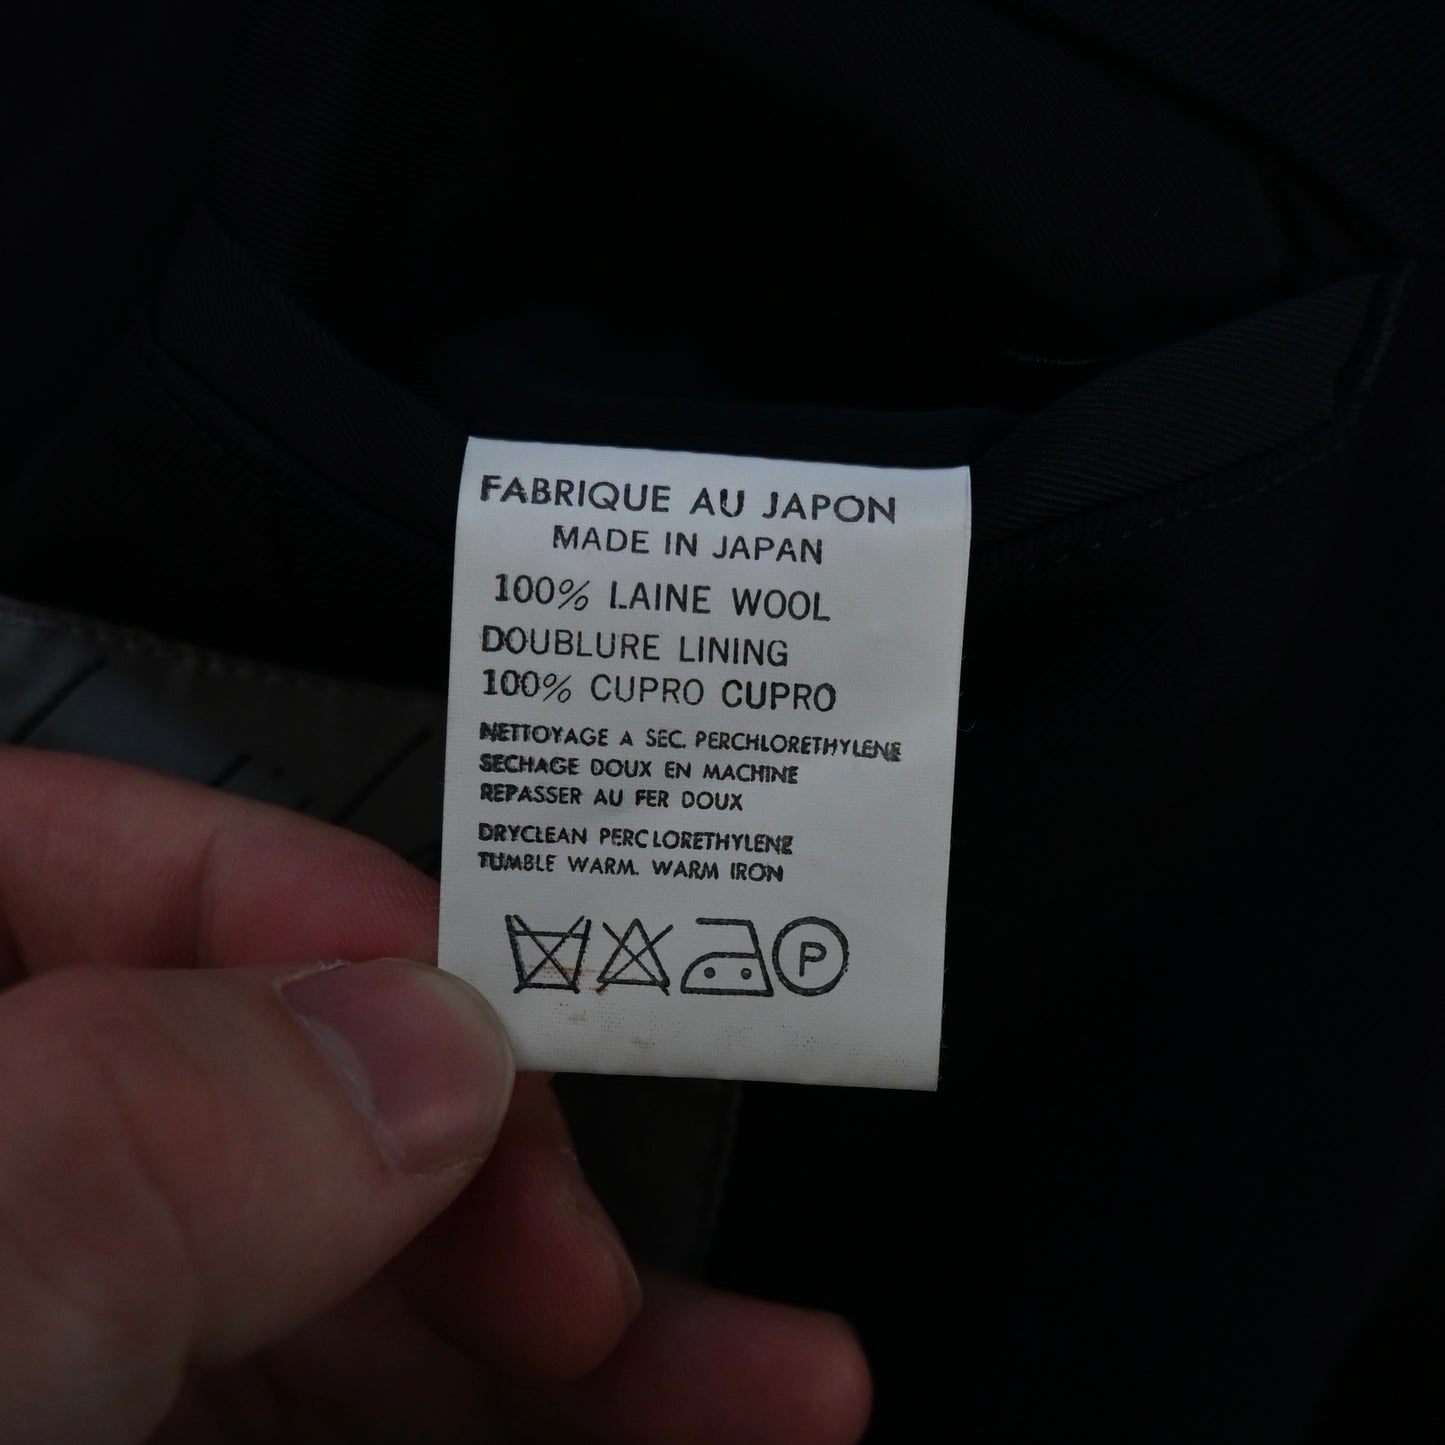 FABRIQUE AU JAPON
MADE IN JAPAN
100% LAINE WOOL
DOUBLURE LINING
100% CUPRO CUPRO
NETTOYAGE A SEC. PERCHLORETHYLENE
SECHAGE DOUX EN MACHINE
REPASSER AU FER DOUX
DRYCLEAN PERCLORETHYLENE
TUMBLE WARM. WARM IRON
P